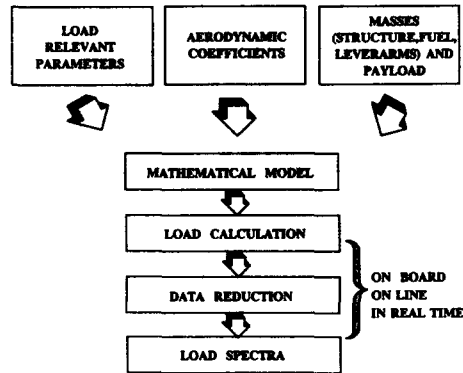 LOAD
RELEVANT
PARAMETERS
AERODYNAMIC
COEFFICIENTS
MASSES
(STRUCTURE,FUEL,
LEVERARMS) AND
PAYLOAD
MATHEMATICAL MODEL
LOAD CALCULATION
DATA REDUCTION
LOAD SPECTRA
ON BOARD
ON LINE
IN REAL TIME